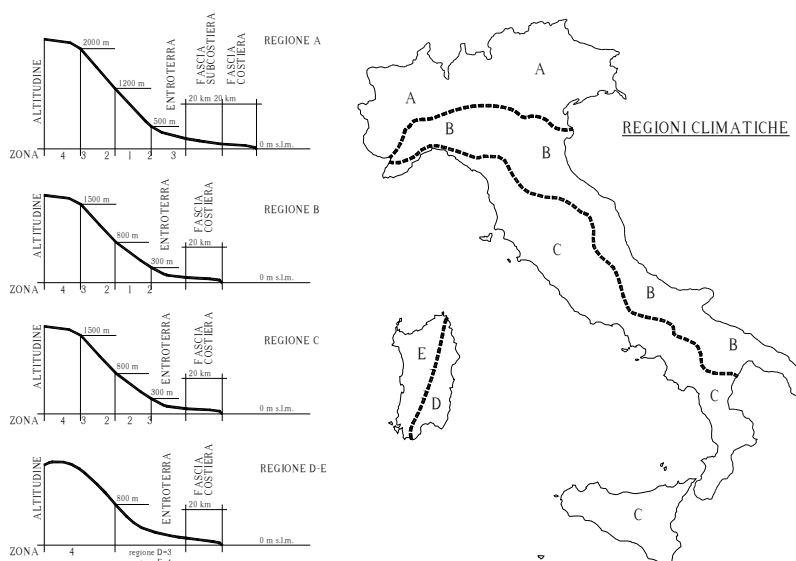 REGIONE A
ALTITUDINE
2000 m
1200 m
500 m
ENTROTERRA
FASCIA
SUBCOSTIERA
FASCIA
COSTIERA
20 km 20 km
0 m s.l.m.
ZONA 4 3 2 1 2 3
REGIONE B
ALTITUDINE
1500 m
800 m
300 m
ENTROTERRA
FASCIA
COSTIERA
20 km
0 m s.l.m.
ZONA 4 3 2 1 2
REGIONE C
ALTITUDINE
1500 m
800 m
300 m
ENTROTERRA
FASCIA
COSTIERA
20 km
0 m s.l.m.
ZONA 4 3 2 2 3
REGIONE D-E
ALTITUDINE
800 m
ENTROTERRA
FASCIA
COSTIERA
20 km
0 m s.l.m.
ZONA 4
regione D=3
REGIONI CLIMATICHE
A
A
B
B
C
B
B
C
E
D
C